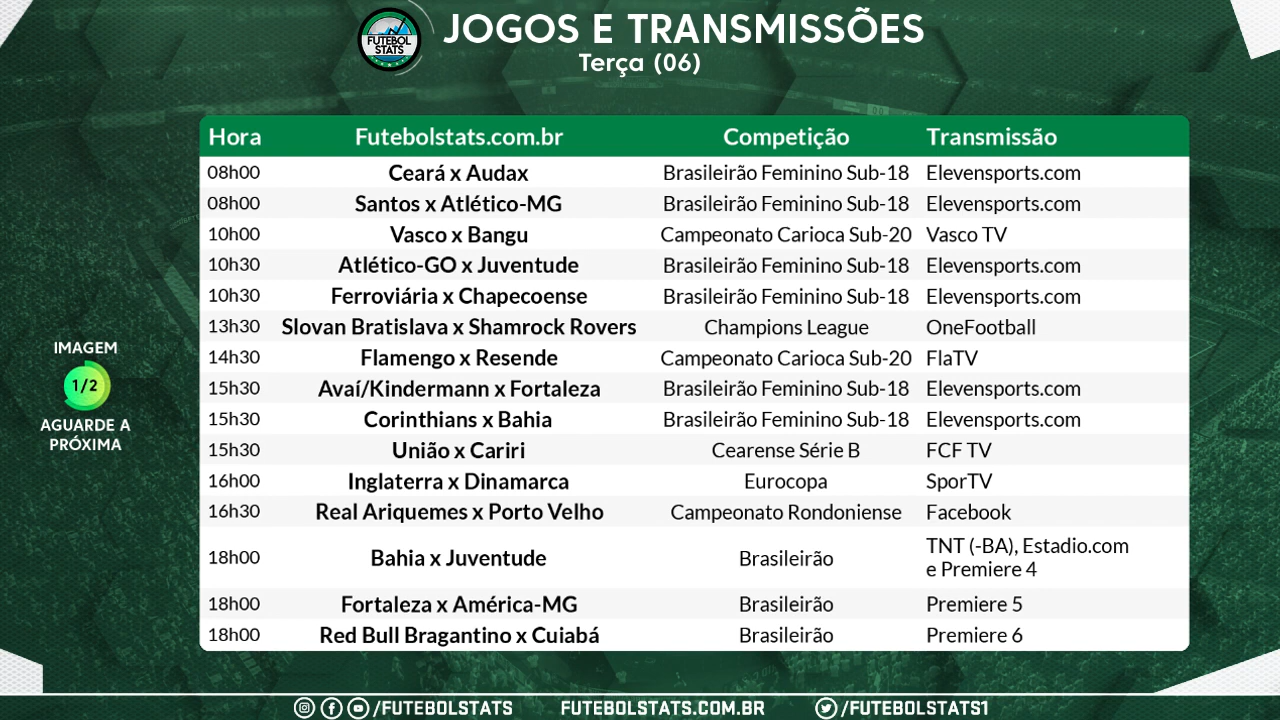 FUTEBOL
STATS
JOGOS E TRANSMISSÕES
Terça (06)
Hora Futebolstats.com.br Competição Transmissão
08h00 Ceará x Audax Brasileirão Feminino Sub-18 Elevensports.com
08h00 Santos x Atlético-MG Brasileirão Feminino Sub-18 Elevensports.com
10h00 Vasco x Bangu Campeonato Carioca Sub-20 Vasco TV
10h30 Atlético-GO x Juventude Brasileirão Feminino Sub-18 Elevensports.com
10h30 Ferroviária x Chapecoense Brasileirão Feminino Sub-18 Elevensports.com
13h30 Slovan Bratislava x Shamrock Rovers Champions League OneFootball
14h30 Flamengo x Resende Campeonato Carioca Sub-20 FlaTV
15h30 Avaí/Kindermann x Fortaleza Brasileirão Feminino Sub-18 Elevensports.com
15h30 Corinthians x Bahia Brasileirão Feminino Sub-18 Elevensports.com
15h30 União x Cariri Cearense Série B FCF TV
16h00 Inglaterra x Dinamarca Eurocopa SporTV
16h30 Real Ariquemes x Porto Velho Campeonato Rondoniense Facebook
18h00 Bahia x Juventude Brasileirão TNT (-BA), Estadio.com
e Premiere 4
18h00 Fortaleza x América-MG Brasileirão Premiere 5
18h00 Red Bull Bragantino x Cuiabá Brasileirão Premiere 6
IMAGEM
1/2
AGUARDE A
PRÓXIMA
/FUTEBOLSTATS FUTEBOLSTATS.COM.BR /FUTEBOLSTATS1